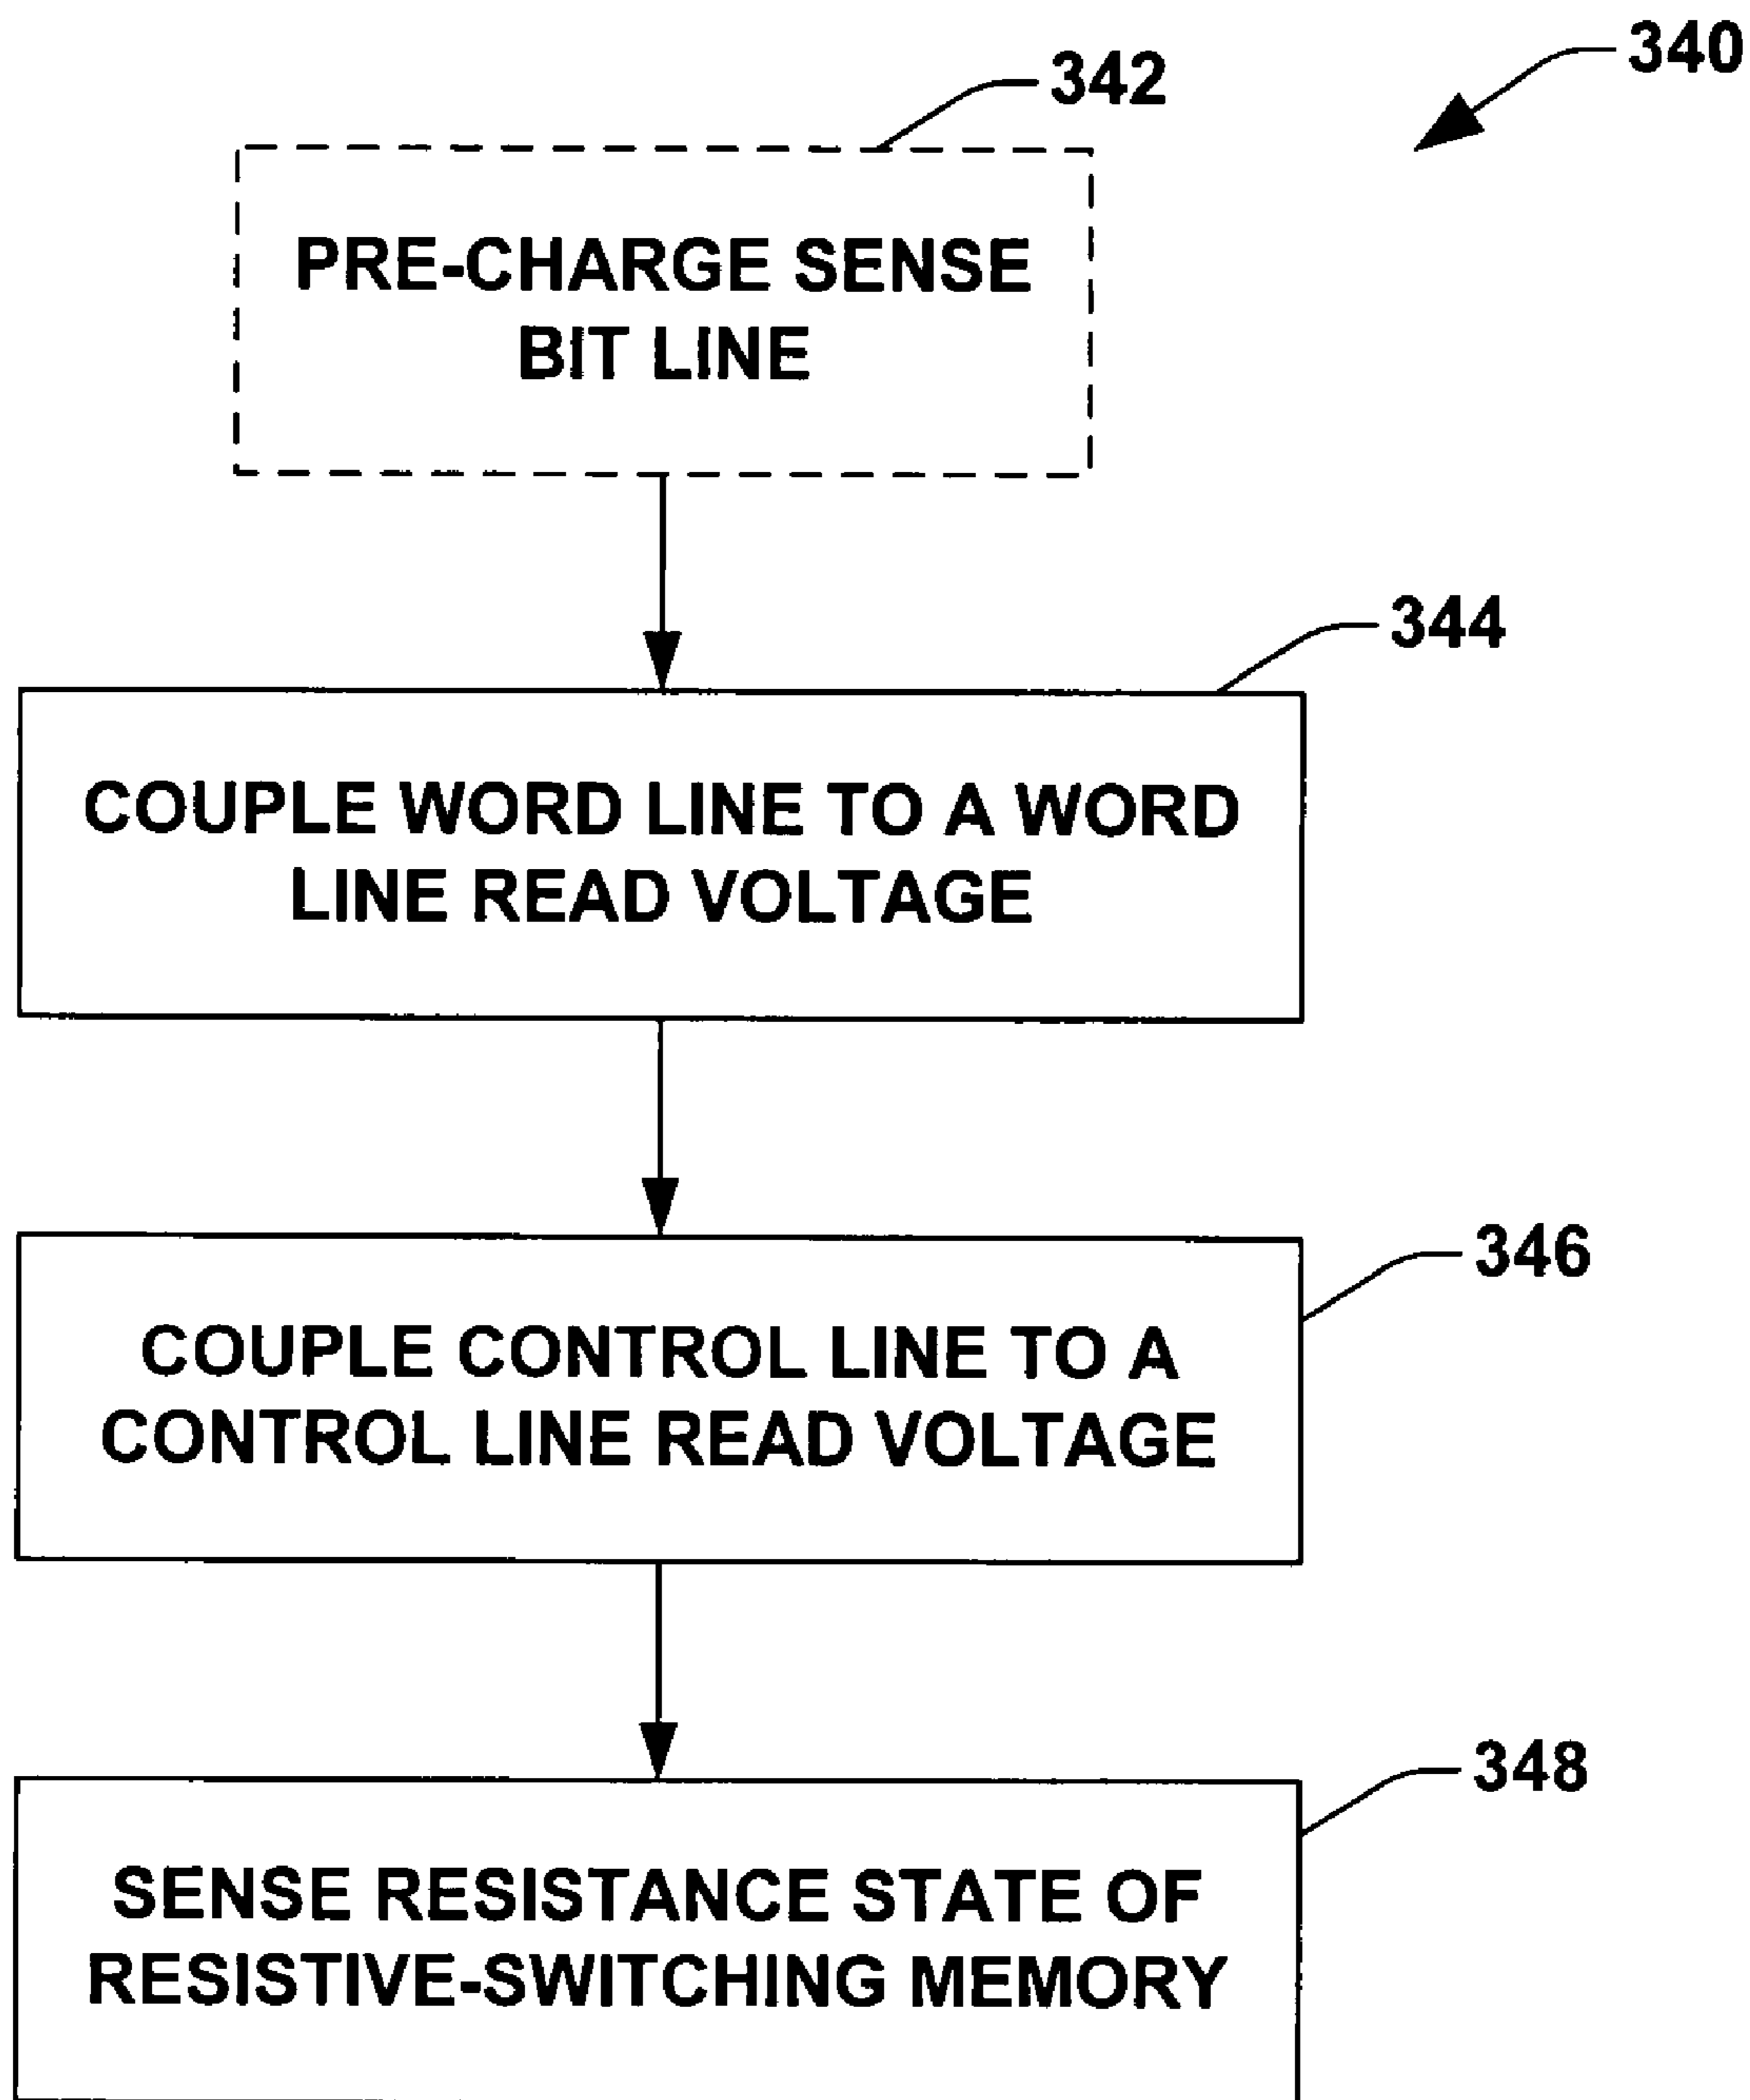 340
342
PRE-CHARGE SENSE
BIT LINE
344
COUPLE WORD LINE TO A WORD
LINE READ VOLTAGE
346
COUPLE CONTROL LINE TO A
CONTROL LINE READ VOLTAGE
348
SENSE RESISTANCE STATE OF
RESISTIVE-SWITCHING MEMORY